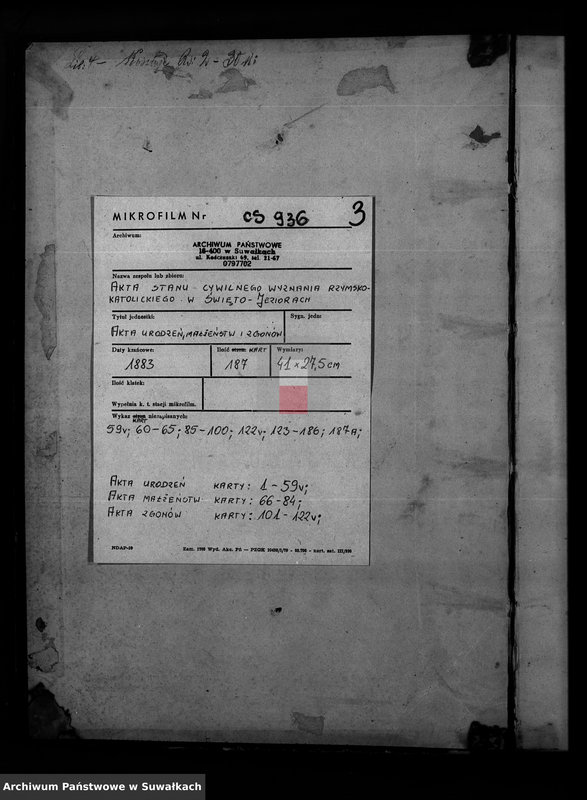 MIKROFILM Nr CS 936 3
Archiwum:
ARCHIWUM PAŃSTWOWE
16-400 w Suwałkach
ul. Kościuszki 69, tel 21-67
0797702
Nazwa zespołu lub zbioru:
AKTA STANU CYWILNEGO WYZNANIA RZYMSKO-
KATOLICKIEGO W ŚWIĘTO-JEZIORACH
Tytuł jednostki: Sygn. jedn:
AKTA URODZEŃ, MAŁŻEŃSTW I ZGONÓW
Daty krańcowe: Ilość stron: KART Wymiary:
1883 187 41 x 27,5 cm
Ilość klatek:
Wypełnia k. t. stacji mikrofilm.
Wykaz stron niezapisanych:
KART
59v; 60-65; 85-100; 122v; 123-186; 187A;
AKTA URODZEŃ KARTY: 1-59v;
AKTA MAŁŻEŃSTW KARTY: 66-84;
AKTA ZGONÓW KARTY: 101-122v;
Archiwum Państwowe w Suwałkach